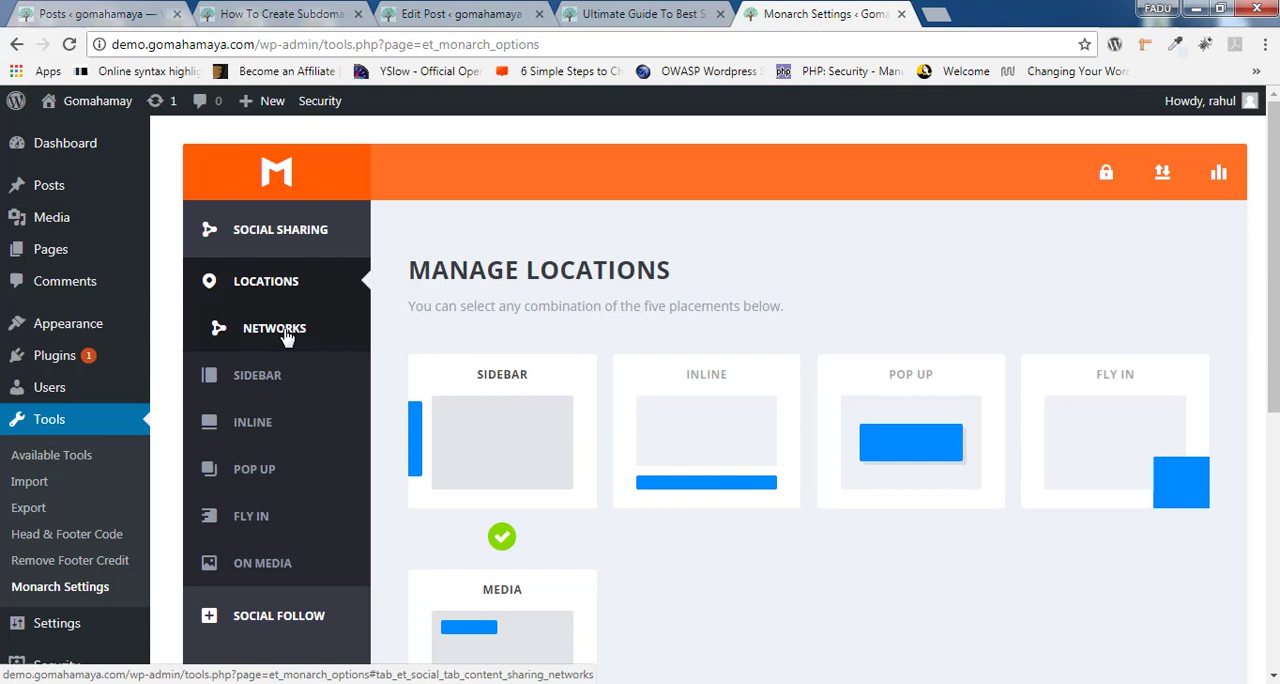 Posts ‹ gomahamaya —
How To Create Subdoma
Edit Post ‹ gomahamaya
Ultimate Guide To Best S
Monarch Settings ‹ Goma
FADU
demo.gomahamaya.com/wp-admin/tools.php?page=et_monarch_options
Apps
Online syntax highlig
Become an Affiliate
YSlow - Official Oper
6 Simple Steps to Ch
OWASP Wordpress S
php
PHP: Security - Manu
Welcome
Changing Your Word
»
Gomahamay
1
0
New
Security
Howdy, rahul
Dashboard
Posts
Media
Pages
Comments
Appearance
Plugins 1
Users
Tools
Available Tools
Import
Export
Head & Footer Code
Remove Footer Credit
Monarch Settings
Settings
Security
SOCIAL SHARING
LOCATIONS
NETWORKS
SIDEBAR
INLINE
POP UP
FLY IN
ON MEDIA
SOCIAL FOLLOW
MANAGE LOCATIONS
You can select any combination of the five placements below.
SIDEBAR
INLINE
POP UP
FLY IN
MEDIA
demo.gomahamaya.com/wp-admin/tools.php?page=et_monarch_options#tab_et_social_tab_content_sharing_networks